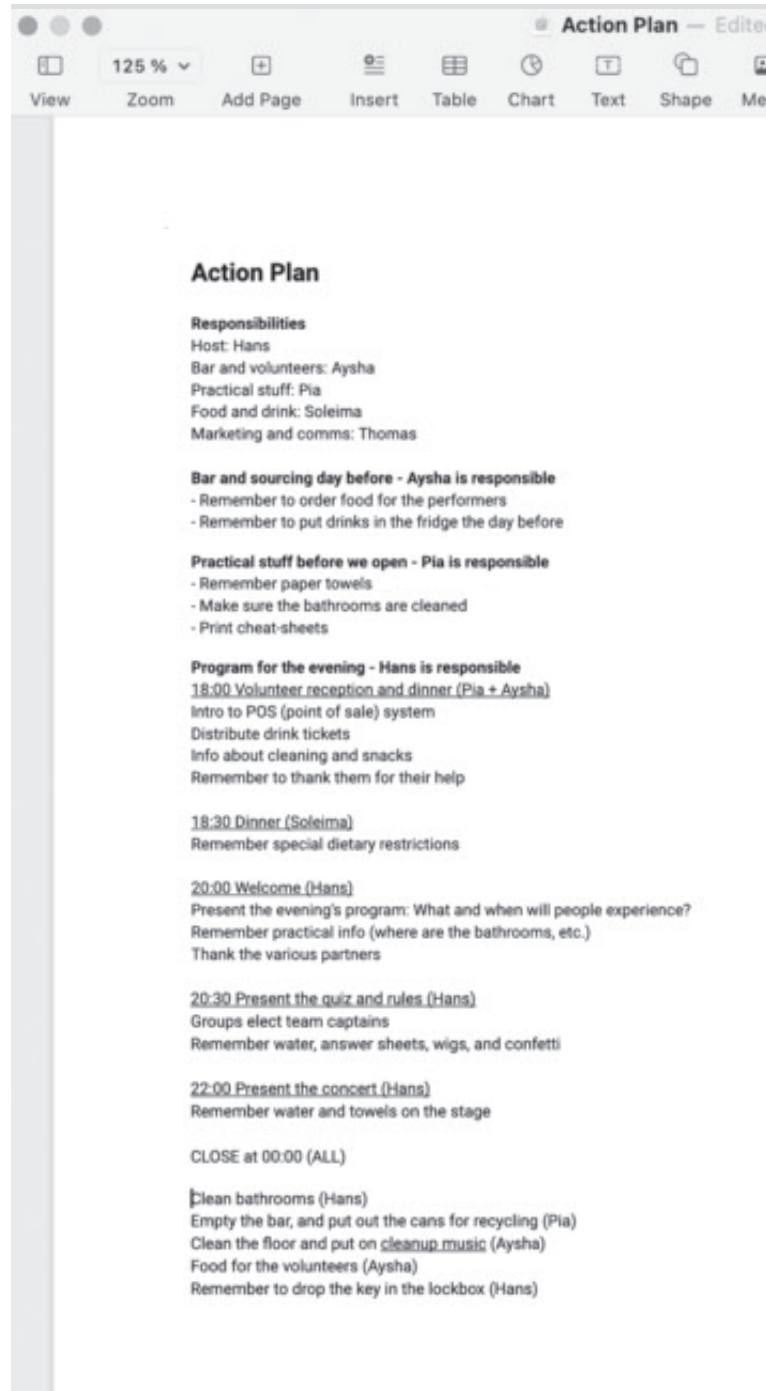 Action Plan — Edited
125 %
View Zoom Add Page Insert Table Chart Text Shape Me
Action Plan
Responsibilities
Host: Hans
Bar and volunteers: Aysha
Practical stuff: Pia
Food and drink: Soleima
Marketing and comms: Thomas
Bar and sourcing day before - Aysha is responsible
- Remember to order food for the performers
- Remember to put drinks in the fridge the day before
Practical stuff before we open - Pia is responsible
- Remember paper towels
- Make sure the bathrooms are cleaned
- Print cheat-sheets
Program for the evening - Hans is responsible
18:00 Volunteer reception and dinner (Pia + Aysha)
Intro to POS (point of sale) system
Distribute drink tickets
Info about cleaning and snacks
Remember to thank them for their help
18:30 Dinner (Soleima)
Remember special dietary restrictions
20:00 Welcome (Hans)
Present the evening's program: What and when will people experience?
Remember practical info (where are the bathrooms, etc.)
Thank the various partners
20:30 Present the quiz and rules (Hans)
Groups elect team captains
Remember water, answer sheets, wigs, and confetti
22:00 Present the concert (Hans)
Remember water and towels on the stage
CLOSE at 00:00 (ALL)
Clean bathrooms (Hans)
Empty the bar, and put out the cans for recycling (Pia)
Clean the floor and put on cleanup music (Aysha)
Food for the volunteers (Aysha)
Remember to drop the key in the lockbox (Hans)